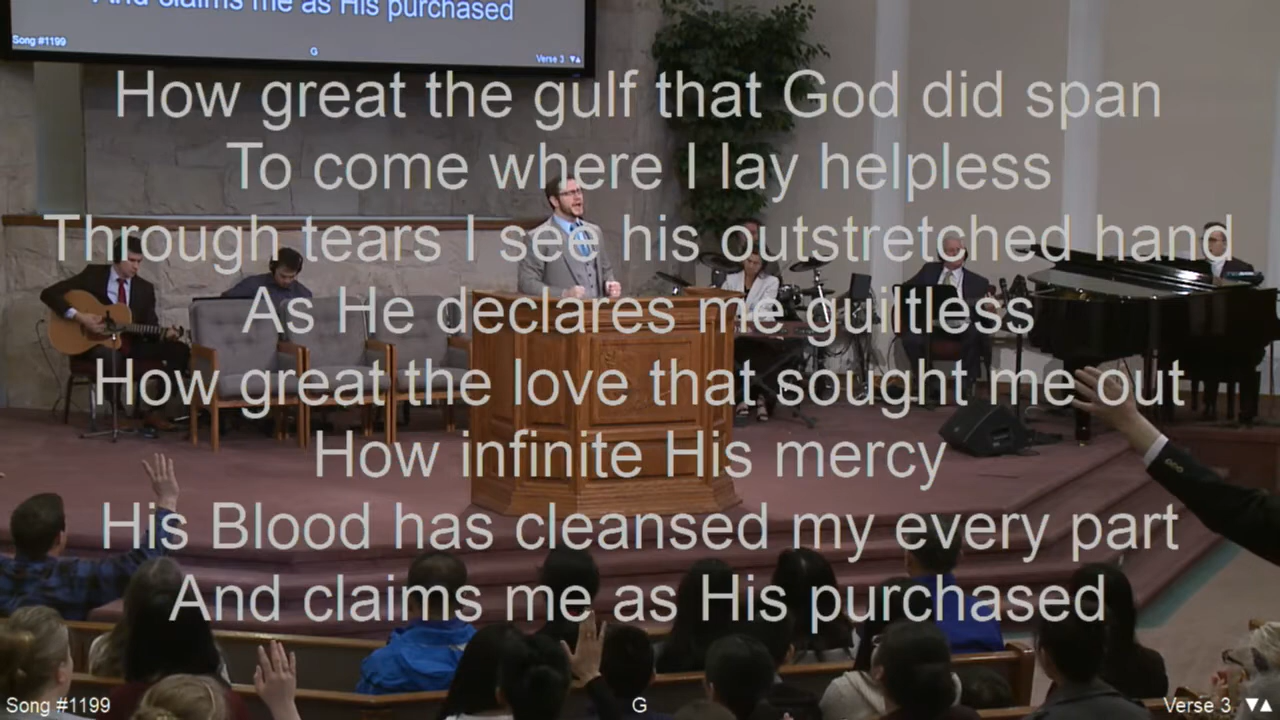 And claims me as His purchased
Song #1199
G
Verse 3 ▼▲
How great the gulf that God did span
To come where I lay helpless
Through tears I see his outstretched hand
As He declares me guiltless
How great the love that sought me out
How infinite His mercy
His Blood has cleansed my every part
And claims me as His purchased
Song #1199
G
Verse 3 ▼▲